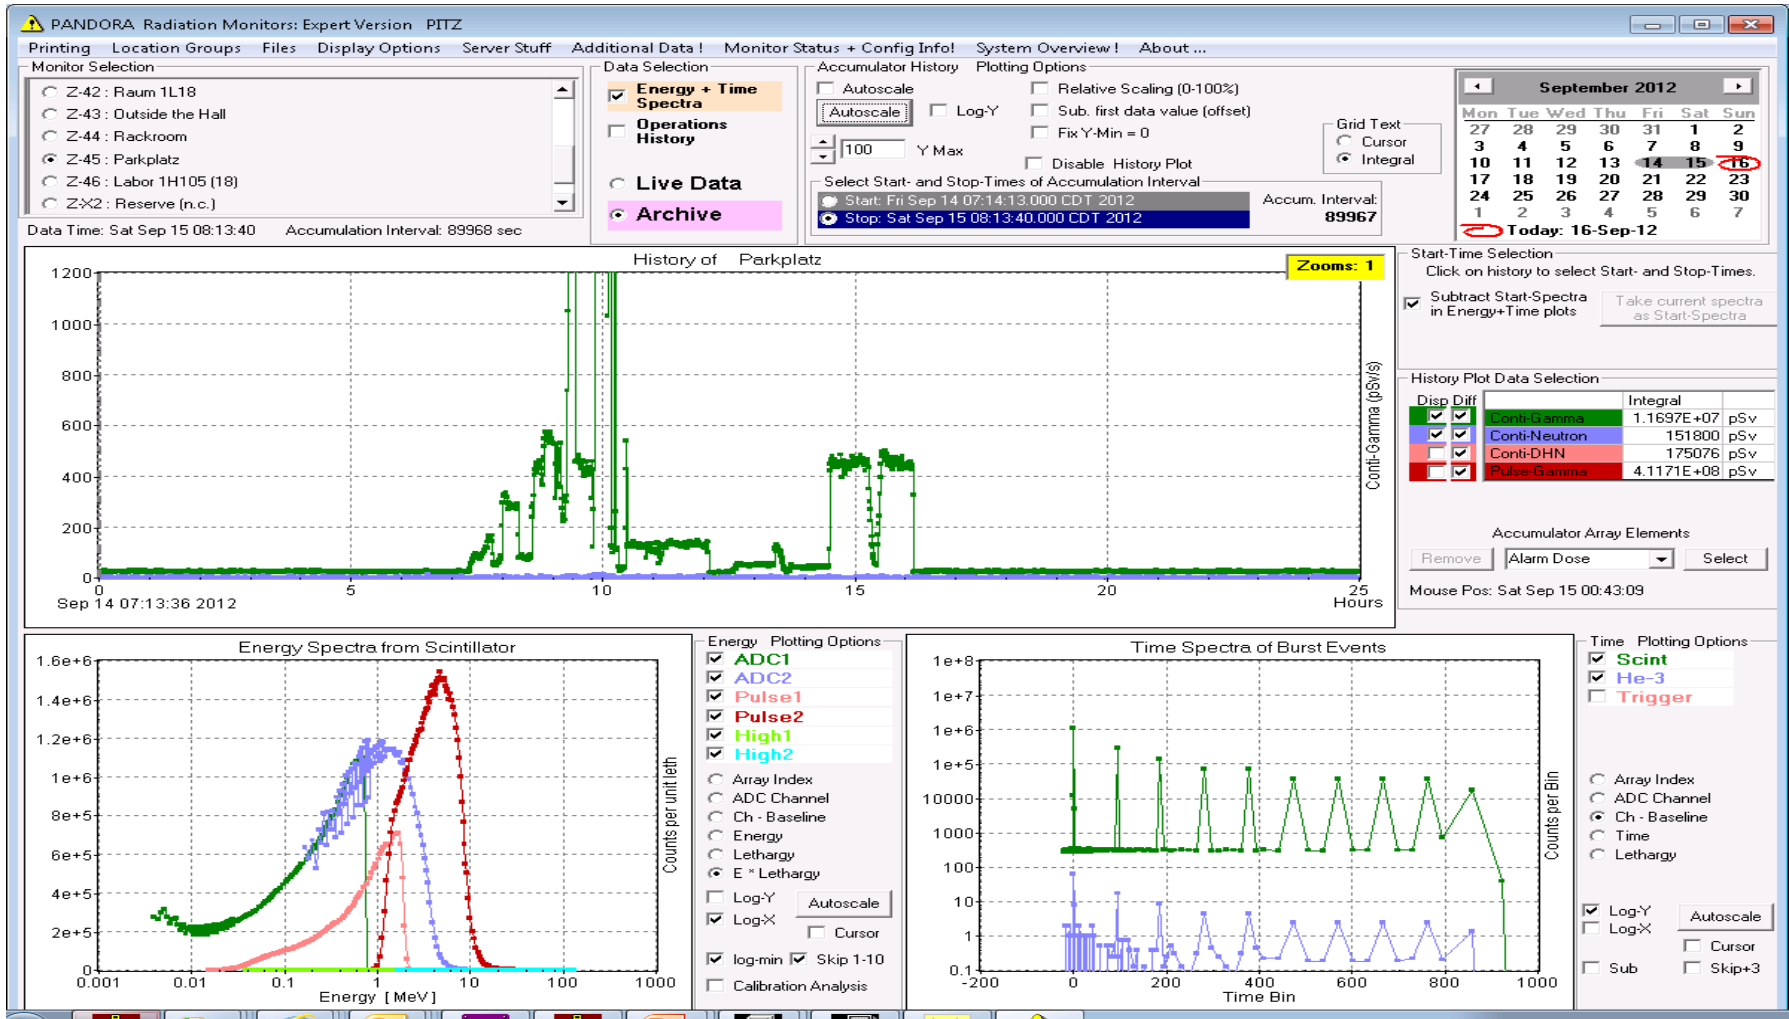 PANDORA Radiation Monitors: Expert Version PITZ
Printing Location Groups Files Display Options Server Stuff Additional Data ! Monitor Status + Config Info! System Overview ! About ...
Monitor Selection
Z-42 : Raum 1L18
Z-43 : Outside the Hall
Z-44 : Rackroom
Z-45 : Parkplatz
Z-46 : Labor 1H105 (18)
Z-X2 : Reserve (n.c.)
Data Time: Sat Sep 15 08:13:40 Accumulation Interval: 89968 sec
Data Selection
Energy + Time
Spectra
Operations
History
Live Data
Archive
Accumulator History Plotting Options
Autoscale
Autoscale
Log-Y
100 Y Max
Relative Scaling (0-100%)
Sub. first data value (offset)
Fix Y-Min = 0
Disable History Plot
Grid Text
Cursor
Integral
Select Start- and Stop-Times of Accumulation Interval
Start: Fri Sep 14 07:14:13.000 CDT 2012
Stop: Sat Sep 15 08:13:40.000 CDT 2012
Accum. Interval:
89967
September 2012
Mon Tue Wed Thu Fri Sat Sun
27 28 29 30 31 1 2
3 4 5 6 7 8 9
10 11 12 13 14 15 16
17 18 19 20 21 22 23
24 25 26 27 28 29 30
1 2 3 4 5 6 7
Today: 16-Sep-12
History of Parkplatz
Zooms: 1
1200
1000
800
600
400
200
0
0 5 10 15 20 25
Sep 14 07:13:36 2012
Hours
Conti-Gamma (pSv/s)
Start-Time Selection
Click on history to select Start- and Stop-Times.
Subtract Start-Spectra
in Energy+Time plots
Take current spectra
as Start-Spectra
History Plot Data Selection
Disp Diff Integral
Conti-Gamma 1.1697E+07 pSv
Conti-Neutron 151800 pSv
Conti-DHN 175076 pSv
Pulse-Gamma 4.1171E+08 pSv
Accumulator Array Elements
Remove Alarm Dose Select
Mouse Pos: Sat Sep 15 00:43:09
Energy Spectra from Scintillator
1.6e+6
1.4e+6
1.2e+6
1e+6
8e+5
6e+5
4e+5
2e+5
0
0.001 0.01 0.1 1 10 100 1000
Energy [MeV]
Counts per unit leth
Energy Plotting Options
ADC1
ADC2
Pulse1
Pulse2
High1
High2
Array Index
ADC Channel
Ch - Baseline
Energy
Lethargy
E * Lethargy
Log-Y
Log-X
Autoscale
Cursor
log-min Skip 1-10
Calibration Analysis
Time Spectra of Burst Events
1e+8
1e+7
1e+6
1e+5
10000
1000
100
10
1
0.1
-200 0 200 400 600 800 1000
Time Bin
Counts per Bin
Time Plotting Options
Scint
He-3
Trigger
Array Index
ADC Channel
Ch - Baseline
Time
Lethargy
Log-Y
Log-X
Autoscale
Cursor
Sub Skip+3